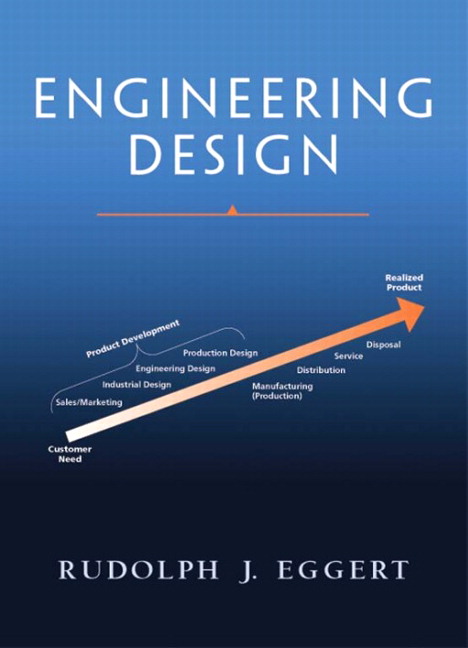 ENGINEERING
DESIGN
Realized
Product
Product Development
Disposal
Production Design
Service
Engineering Design
Distribution
Industrial Design
Manufacturing
(Production)
Sales/Marketing
Customer
Need
RUDOLPH J. EGGERT